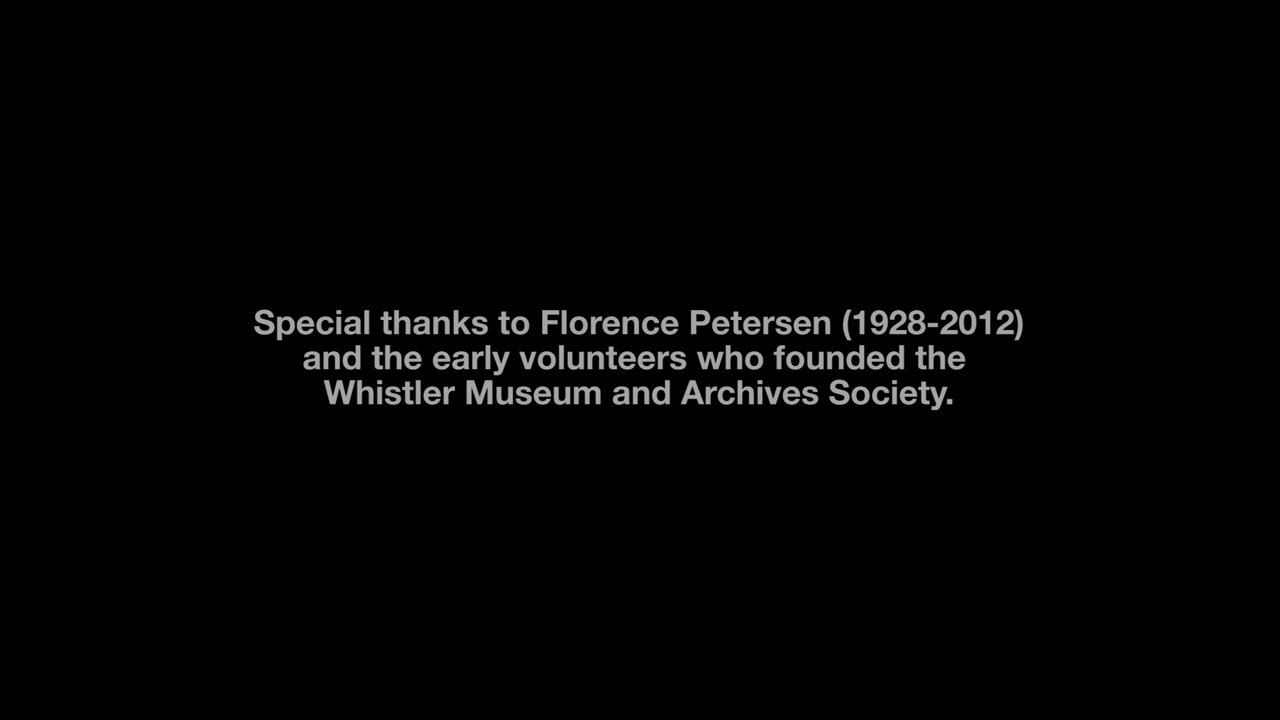 Special thanks to Florence Petersen (1928-2012)
and the early volunteers who founded the
Whistler Museum and Archives Society.